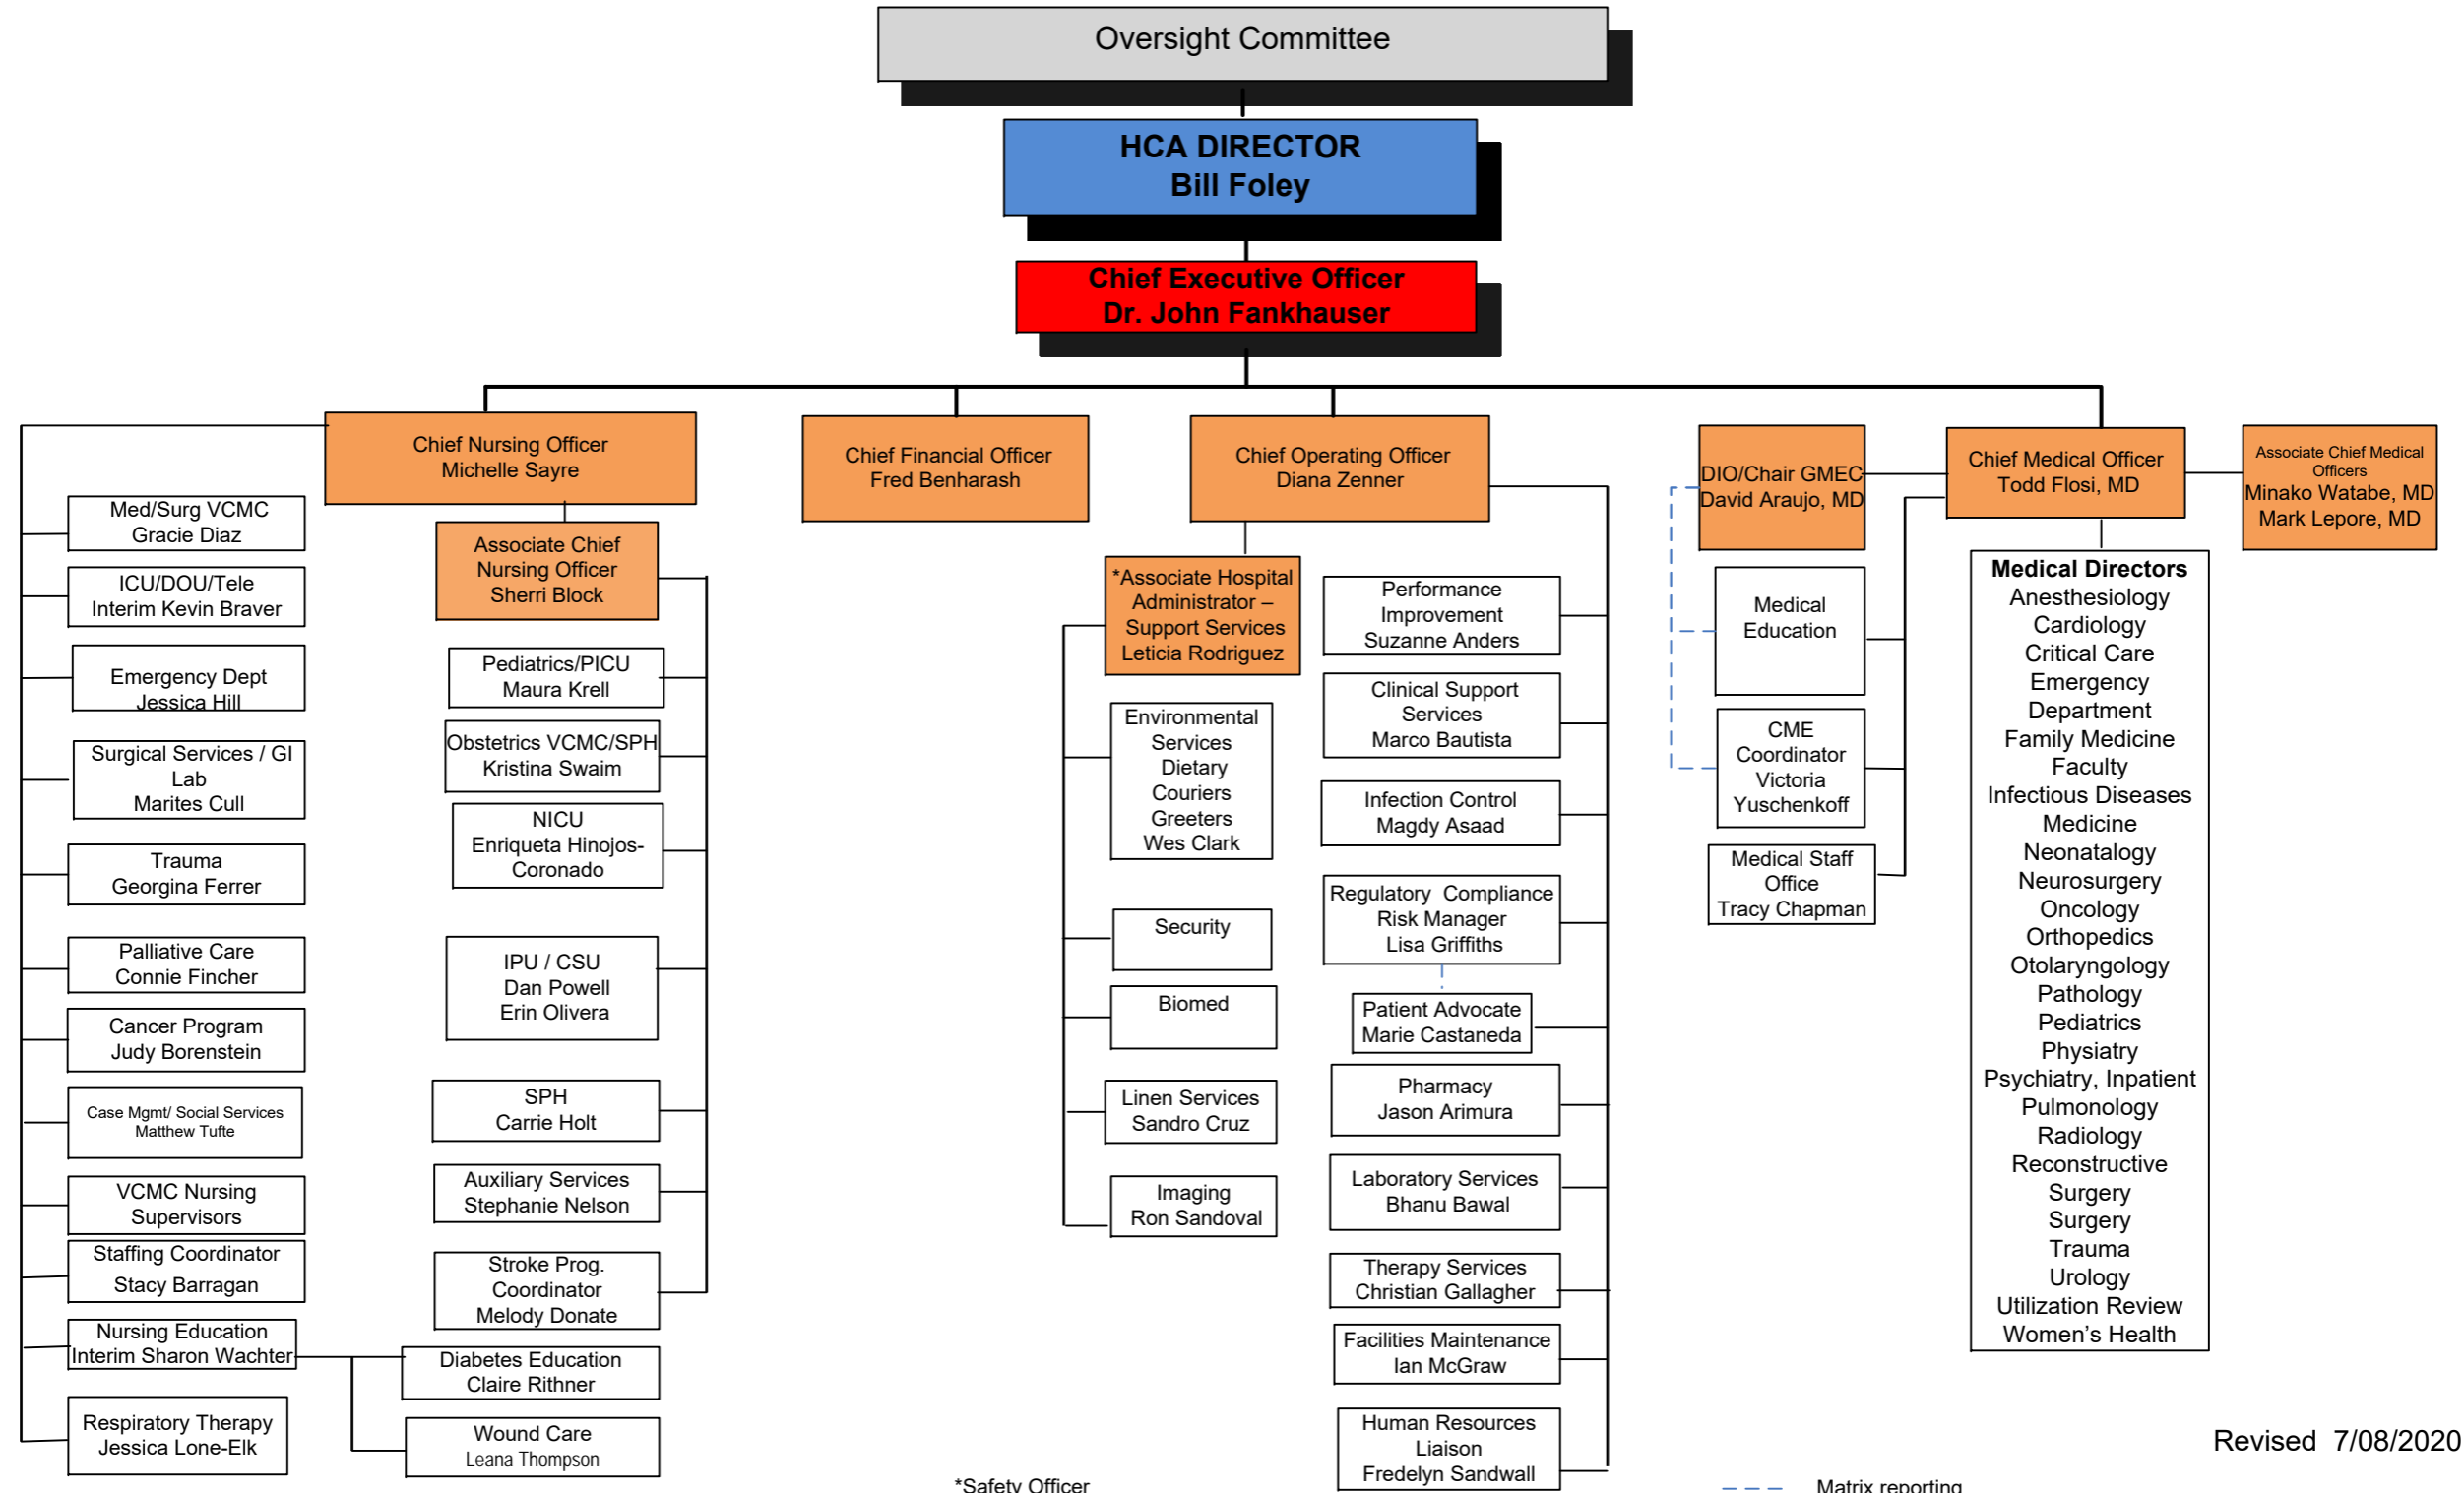 Oversight Committee
HCA DIRECTOR
Bill Foley
Chief Executive Officer
Dr. John Fankhauser
Chief Nursing Officer
Michelle Sayre
Chief Financial Officer
Fred Benharash
Chief Operating Officer
Diana Zenner
DIO/Chair GMEC
David Araujo, MD
Chief Medical Officer
Todd Flosi, MD
Associate Chief Medical
Officers
Minako Watabe, MD
Mark Lepore, MD
Med/Surg VCMC
Gracie Diaz
ICU/DOU/Tele
Interim Kevin Braver
Emergency Dept
Jessica Hill
Surgical Services / GI
Lab
Marites Cull
Trauma
Georgina Ferrer
Palliative Care
Connie Fincher
Cancer Program
Judy Borenstein
Case Mgmt/ Social Services
Matthew Tufte
VCMC Nursing
Supervisors
Staffing Coordinator
Stacy Barragan
Nursing Education
Interim Sharon Wachter
Respiratory Therapy
Jessica Lone-Elk
Associate Chief
Nursing Officer
Sherri Block
Pediatrics/PICU
Maura Krell
Obstetrics VCMC/SPH
Kristina Swaim
NICU
Enriqueta Hinojos-
Coronado
IPU / CSU
Dan Powell
Erin Olivera
SPH
Carrie Holt
Auxiliary Services
Stephanie Nelson
Stroke Prog.
Coordinator
Melody Donate
Diabetes Education
Claire Rithner
Wound Care
Leana Thompson
*Associate Hospital
Administrator –
Support Services
Leticia Rodriguez
Environmental
Services
Dietary
Couriers
Greeters
Wes Clark
Security
Biomed
Linen Services
Sandro Cruz
Imaging
Ron Sandoval
Performance
Improvement
Suzanne Anders
Clinical Support
Services
Marco Bautista
Infection Control
Magdy Asaad
Regulatory  Compliance
Risk Manager
Lisa Griffiths
Patient Advocate
Marie Castaneda
Pharmacy
Jason Arimura
Laboratory Services
Bhanu Bawal
Therapy Services
Christian Gallagher
Facilities Maintenance
Ian McGraw
Human Resources
Liaison
Fredelyn Sandwall
Medical
Education
CME
Coordinator
Victoria
Yuschenkoff
Medical Staff
Office
Tracy Chapman
Medical Directors
Anesthesiology
Cardiology
Critical Care
Emergency
Department
Family Medicine
Faculty
Infectious Diseases
Medicine
Neonatalogy
Neurosurgery
Oncology
Orthopedics
Otolaryngology
Pathology
Pediatrics
Physiatry
Psychiatry, Inpatient
Pulmonology
Radiology
Reconstructive
Surgery
Surgery
Trauma
Urology
Utilization Review
Women’s Health
Revised  7/08/2020
*Safety Officer
Matrix reporting